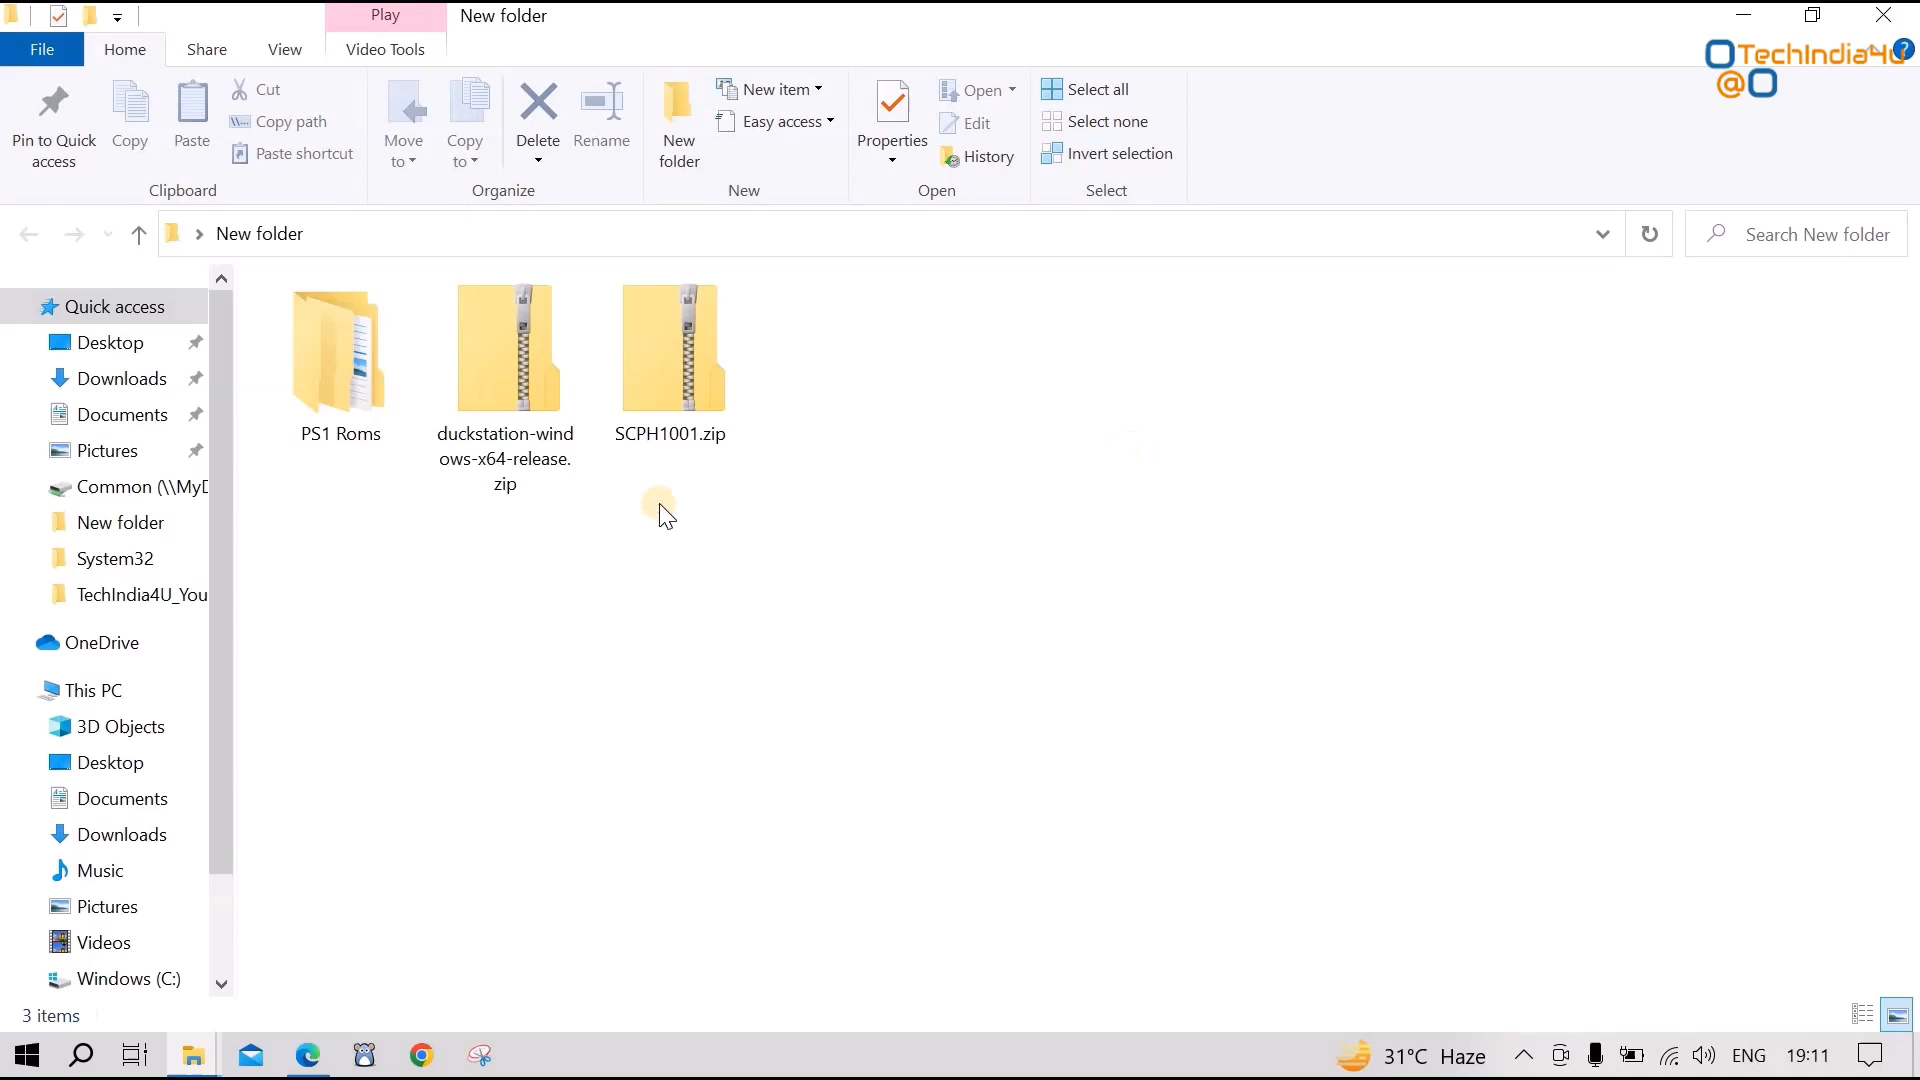 Play
New folder
File
Home
Share
View
Video Tools
TechIndia4u
@
?
Pin to Quick
access
Copy
Paste
Cut
Copy path
Paste shortcut
Clipboard
Move
to
Copy
to
Delete
Rename
Organize
New
folder
New item
Easy access
New
Properties
Open
Edit
History
Open
Select all
Select none
Invert selection
Select
New folder
Search New folder
Quick access
Desktop
Downloads
Documents
Pictures
Common (\\MyD
New folder
System32
TechIndia4U_You
OneDrive
This PC
3D Objects
Desktop
Documents
Downloads
Music
Pictures
Videos
Windows (C:)
PS1 Roms
duckstation-wind
ows-x64-release.
zip
SCPH1001.zip
3 items
31°C Haze
ENG
19:11